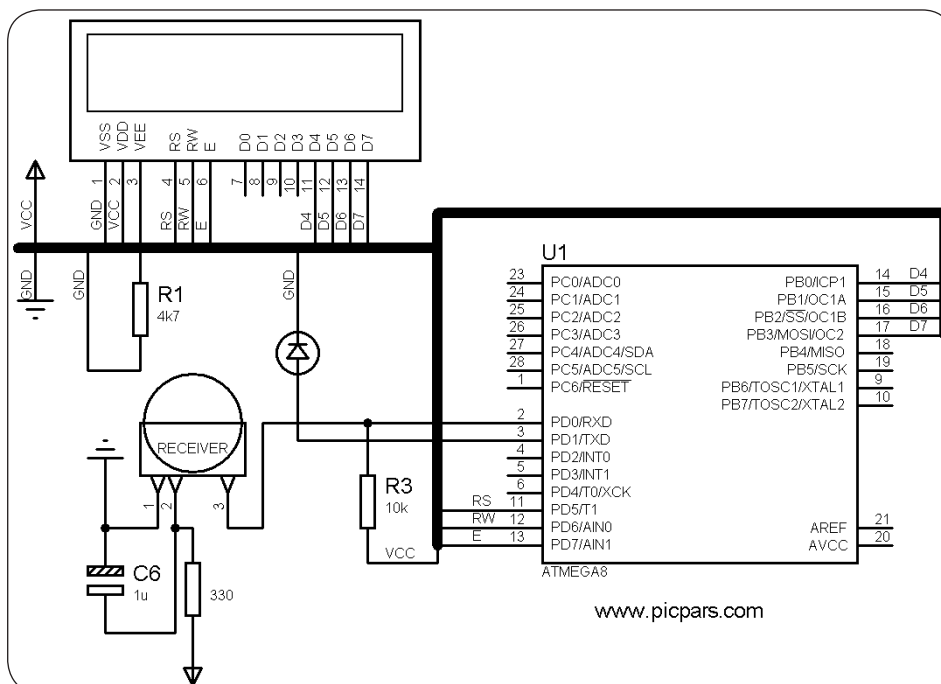 VSS
VDD
VEE
RS
RW
E
D0
D1
D2
D3
D4
D5
D6
D7
1
2
3
4
5
6
7
8
9
10
11
12
13
14
VCC
GND
VCC
RS
RW
E
D4
D5
D6
D7
GND
GND
GND
R1
4k7
U1
23 PC0/ADC0
24 PC1/ADC1
25 PC2/ADC2
26 PC3/ADC3
27 PC4/ADC4/SDA
28 PC5/ADC5/SCL
1 PC6/RESET
2 PD0/RXD
3 PD1/TXD
4 PD2/INT0
5 PD3/INT1
6 PD4/T0/XCK
RS 11 PD5/T1
RW 12 PD6/AIN0
E 13 PD7/AIN1
PB0/ICP1 14 D4
PB1/OC1A 15 D5
PB2/SS/OC1B 16 D6
PB3/MOSI/OC2 17 D7
PB4/MISO 18
PB5/SCK 19
PB6/TOSC1/XTAL1 9
PB7/TOSC2/XTAL2 10
AREF 21
AVCC 20
ATMEGA8
RECEIVER
1
2
3
R3
10k
VCC
C6
1u
330
www.picpars.com